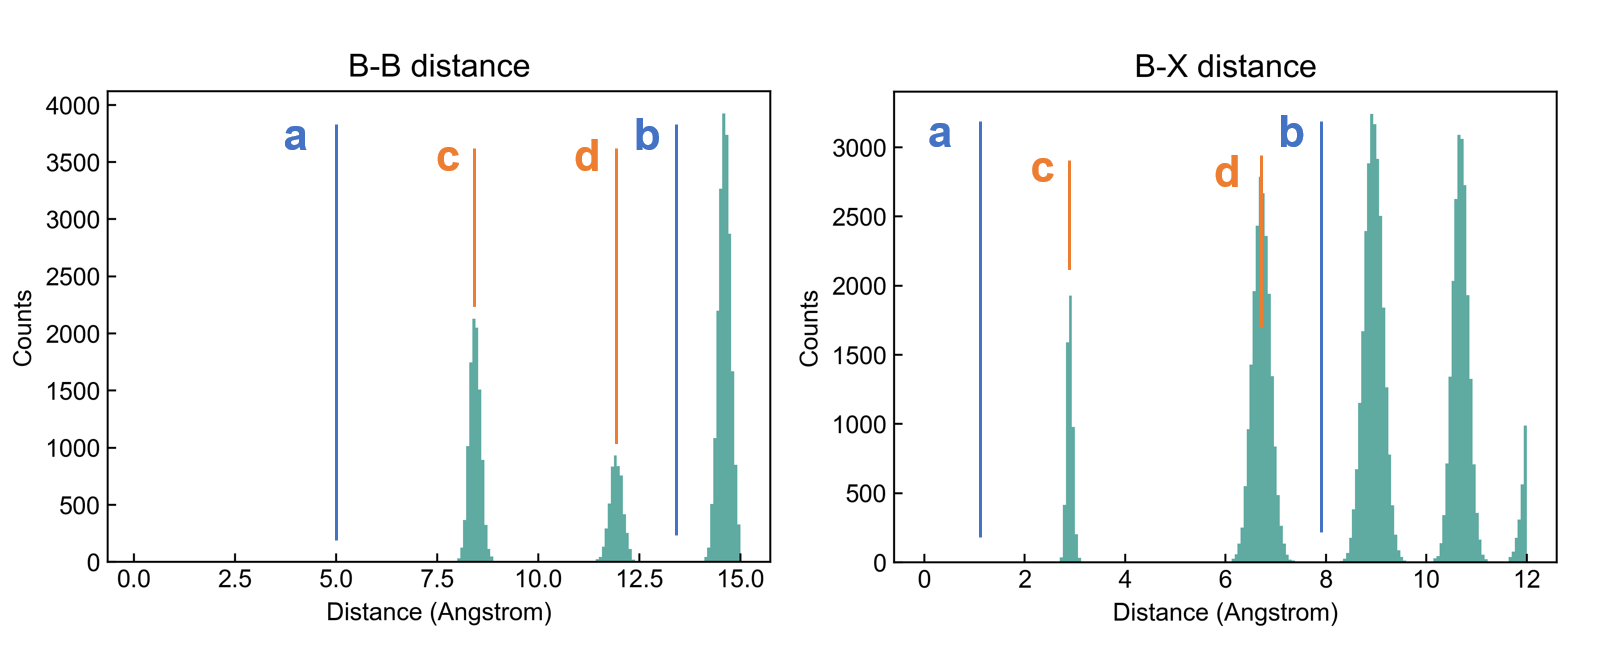 B-B distance
4000
3500
3000
2500
2000
1500
1000
500
0
Counts
a
c
d
b
0.0 2.5 5.0 7.5 10.0 12.5 15.0
Distance (Angstrom)
B-X distance
3000
2500
2000
1500
1000
500
0
Counts
a
c
d
b
0 2 4 6 8 10 12
Distance (Angstrom)